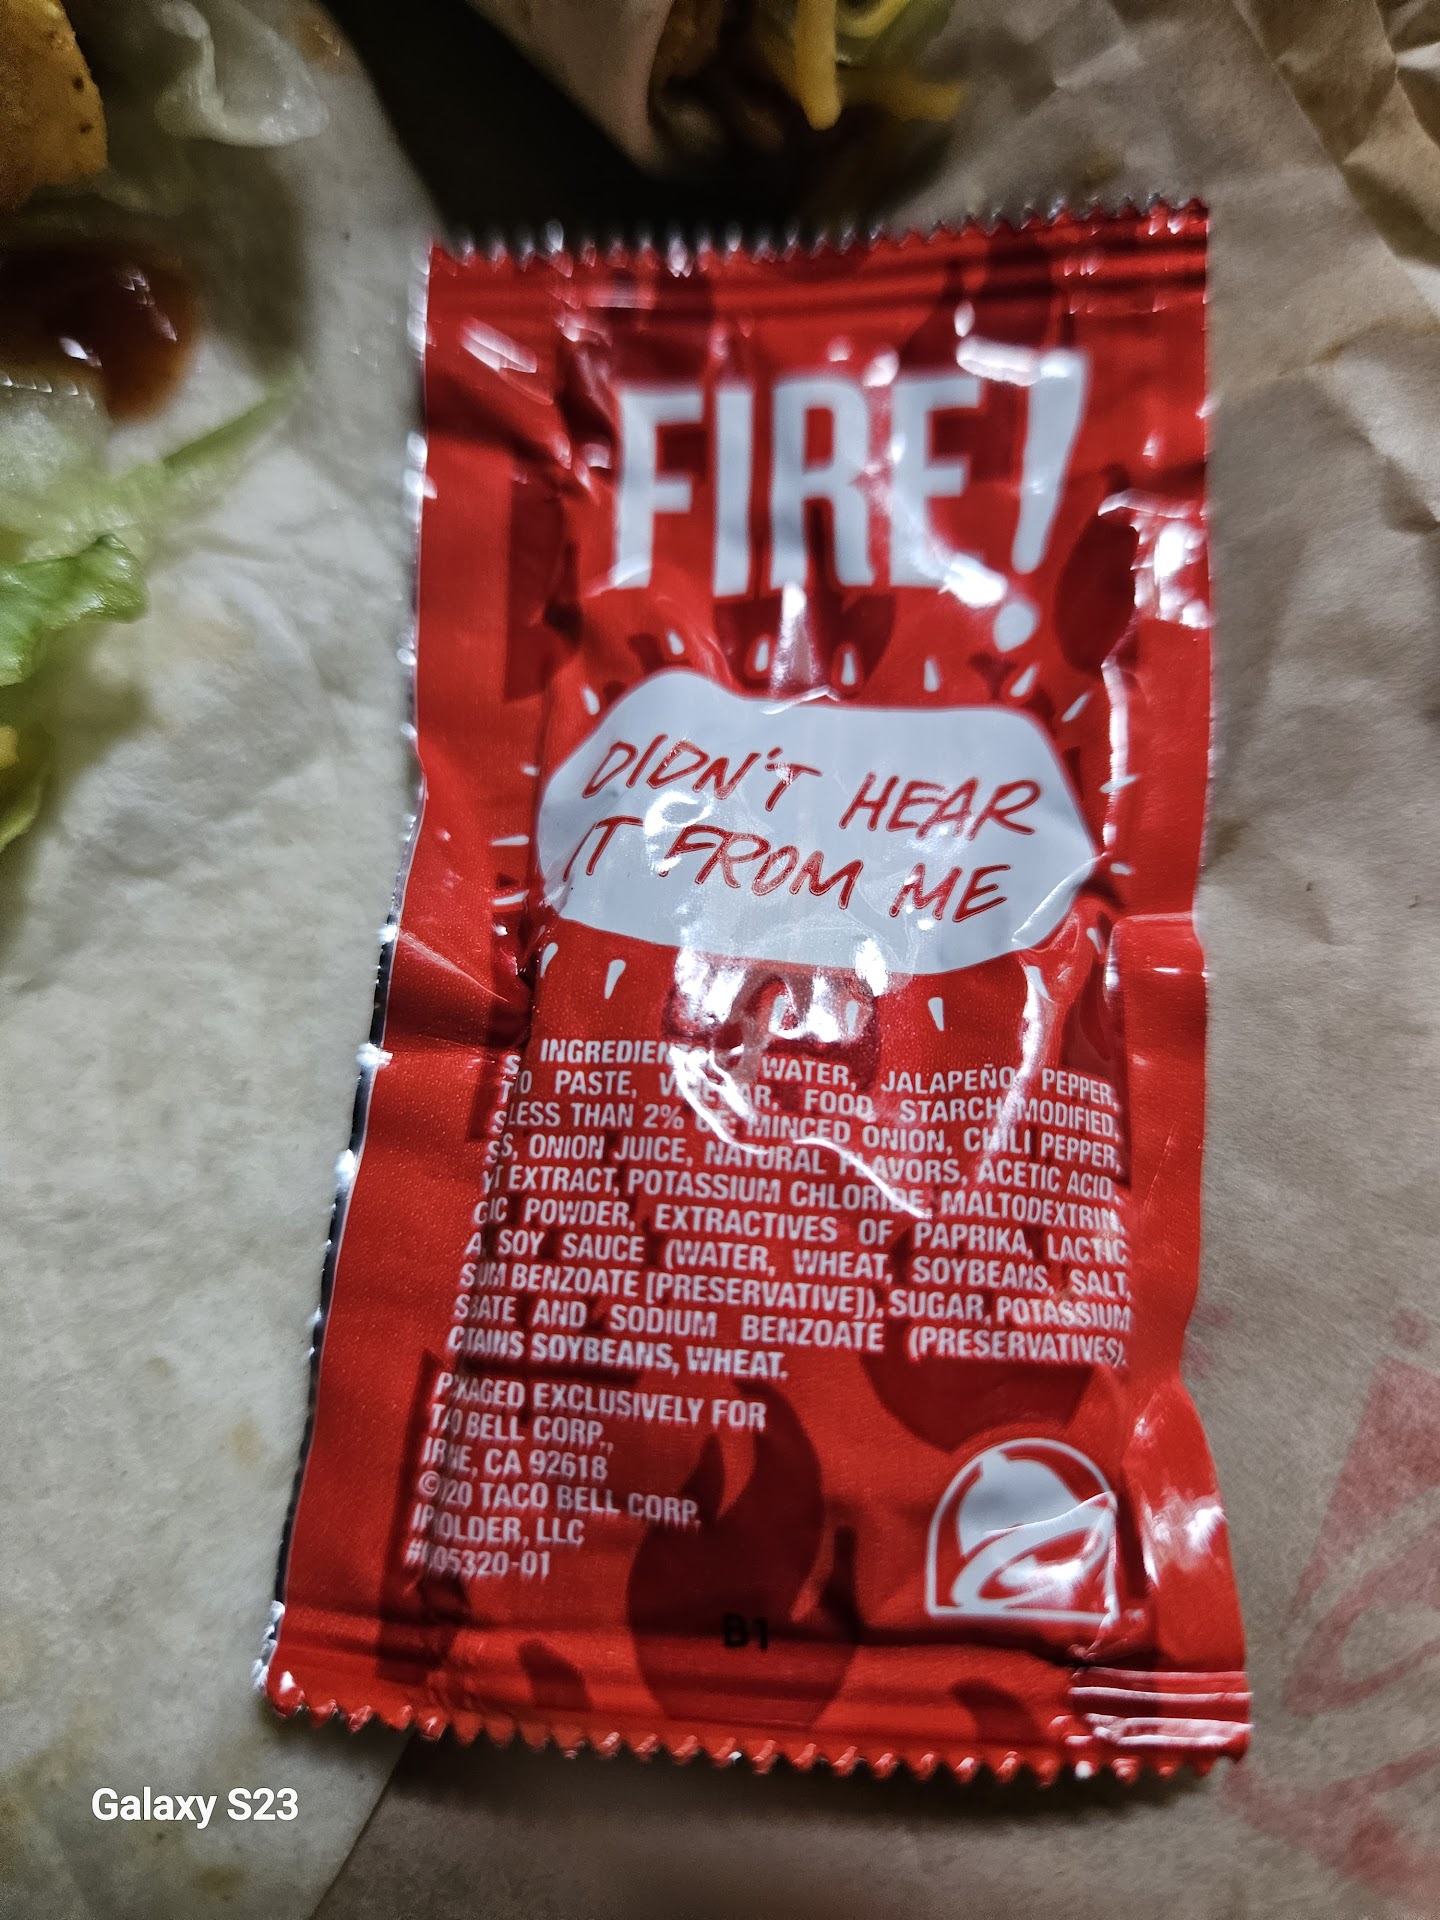 FIRE!
DIDN'T HEAR
IT FROM ME
WATER, JALAPEÑO PEPPER,
PASTE, FOOD STARCH-MODIFIED,
LESS THAN 2% MINCED ONION, CHILI PEPPER,
ONION JUICE, NATURAL FLAVORS, ACETIC ACID,
EXTRACT, POTASSIUM CHLORIDE, MALTODEXTRIN,
POWDER, EXTRACTIVES OF PAPRIKA, LACTIC
SOY SAUCE (WATER, WHEAT, SOYBEANS, SALT,
BENZOATE [PRESERVATIVE]), SUGAR, POTASSIUM
AND SODIUM BENZOATE (PRESERVATIVES).
SOYBEANS, WHEAT.
EXCLUSIVELY FOR
BELL CORP.,
CA 92618
TACO BELL CORP.
LLC
B1
Galaxy S23